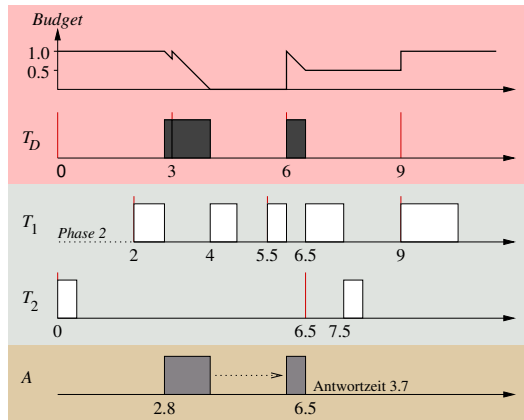 Budget
1.0
0.5
T_D
0 3 6 9
T_1
Phase 2
2 4 5.5 6.5 9
T_2
0 6.5 7.5
A
Antwortzeit 3.7
2.8 6.5